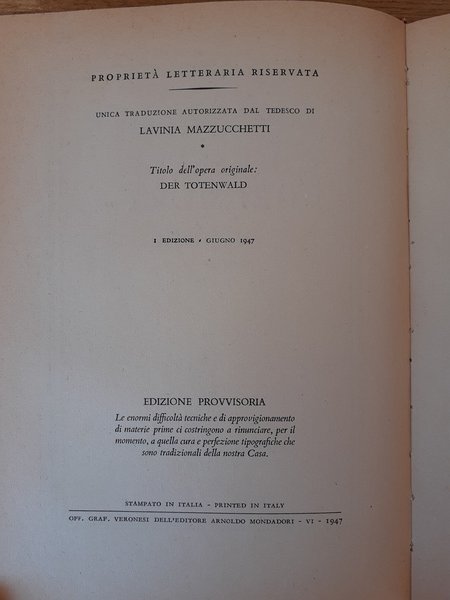 PROPRIETÀ LETTERARIA RISERVATA
UNICA TRADUZIONE AUTORIZZATA DAL TEDESCO DI
LAVINIA MAZZUCCHETTI
*
Titolo dell'opera originale:
DER TOTENWALD
I EDIZIONE • GIUGNO 1947
EDIZIONE PROVVISORIA
Le enormi difficoltà tecniche e di approvigionamento
di materie prime ci costringono a rinunciare, per il
momento, a quella cura e perfezione tipografiche che
sono tradizionali della nostra Casa.
STAMPATO IN ITALIA - PRINTED IN ITALY
OFF. GRAF. VERONESI DELL'EDITORE ARNOLDO MONDADORI - VI - 1947